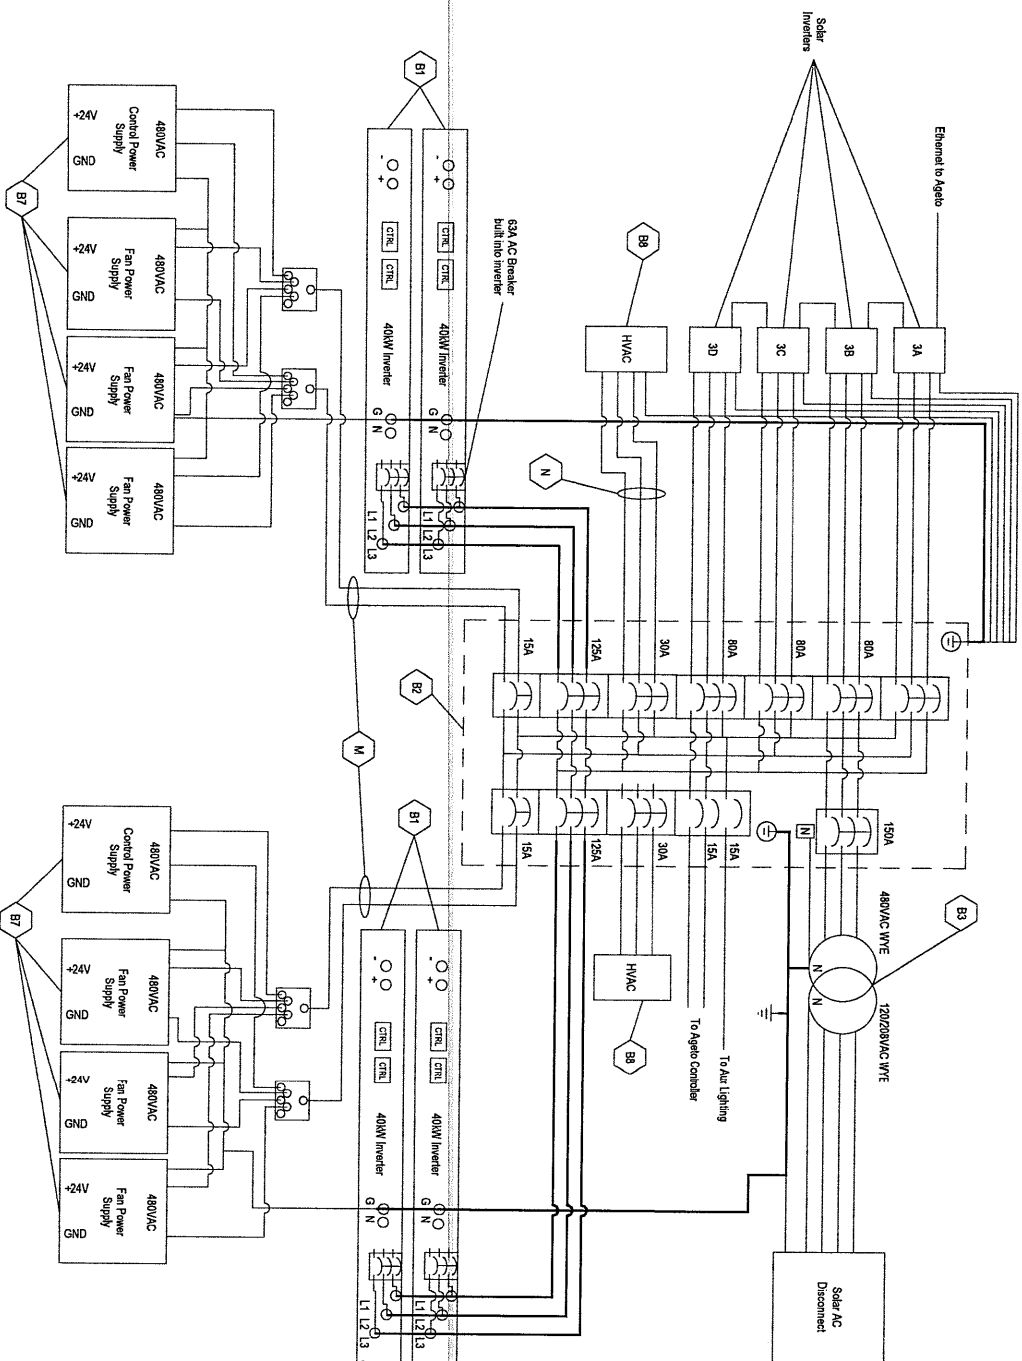 Solar
Inverters
Ethernet to Ageto
B1
B8
63A AC Breaker
built into inverter
480VAC
Control Power
Supply
+24V
GND
480VAC
Fan Power
Supply
+24V
GND
480VAC
Fan Power
Supply
+24V
GND
480VAC
Fan Power
Supply
+24V
GND
B7
- +
CTRL
CTRL
40kW Inverter
G
N
L1
L2
L3
- +
CTRL
CTRL
40kW Inverter
G
N
L1
L2
L3
HVAC
3D
3C
3B
3A
N
15A
125A
30A
80A
80A
80A
B2
M
15A
125A
30A
15A
15A
N
150A
B3
480VAC WYE
N
N
120/208VAC WYE
HVAC
B8
To Ageto Controller
To Aux Lighting
Solar AC
Disconnect
B1
- +
CTRL
CTRL
40kW Inverter
G
N
L1
L2
L3
- +
CTRL
CTRL
40kW Inverter
G
N
L1
L2
L3
480VAC
Control Power
Supply
+24V
GND
480VAC
Fan Power
Supply
+24V
GND
480VAC
Fan Power
Supply
+24V
GND
480VAC
Fan Power
Supply
+24V
GND
B7